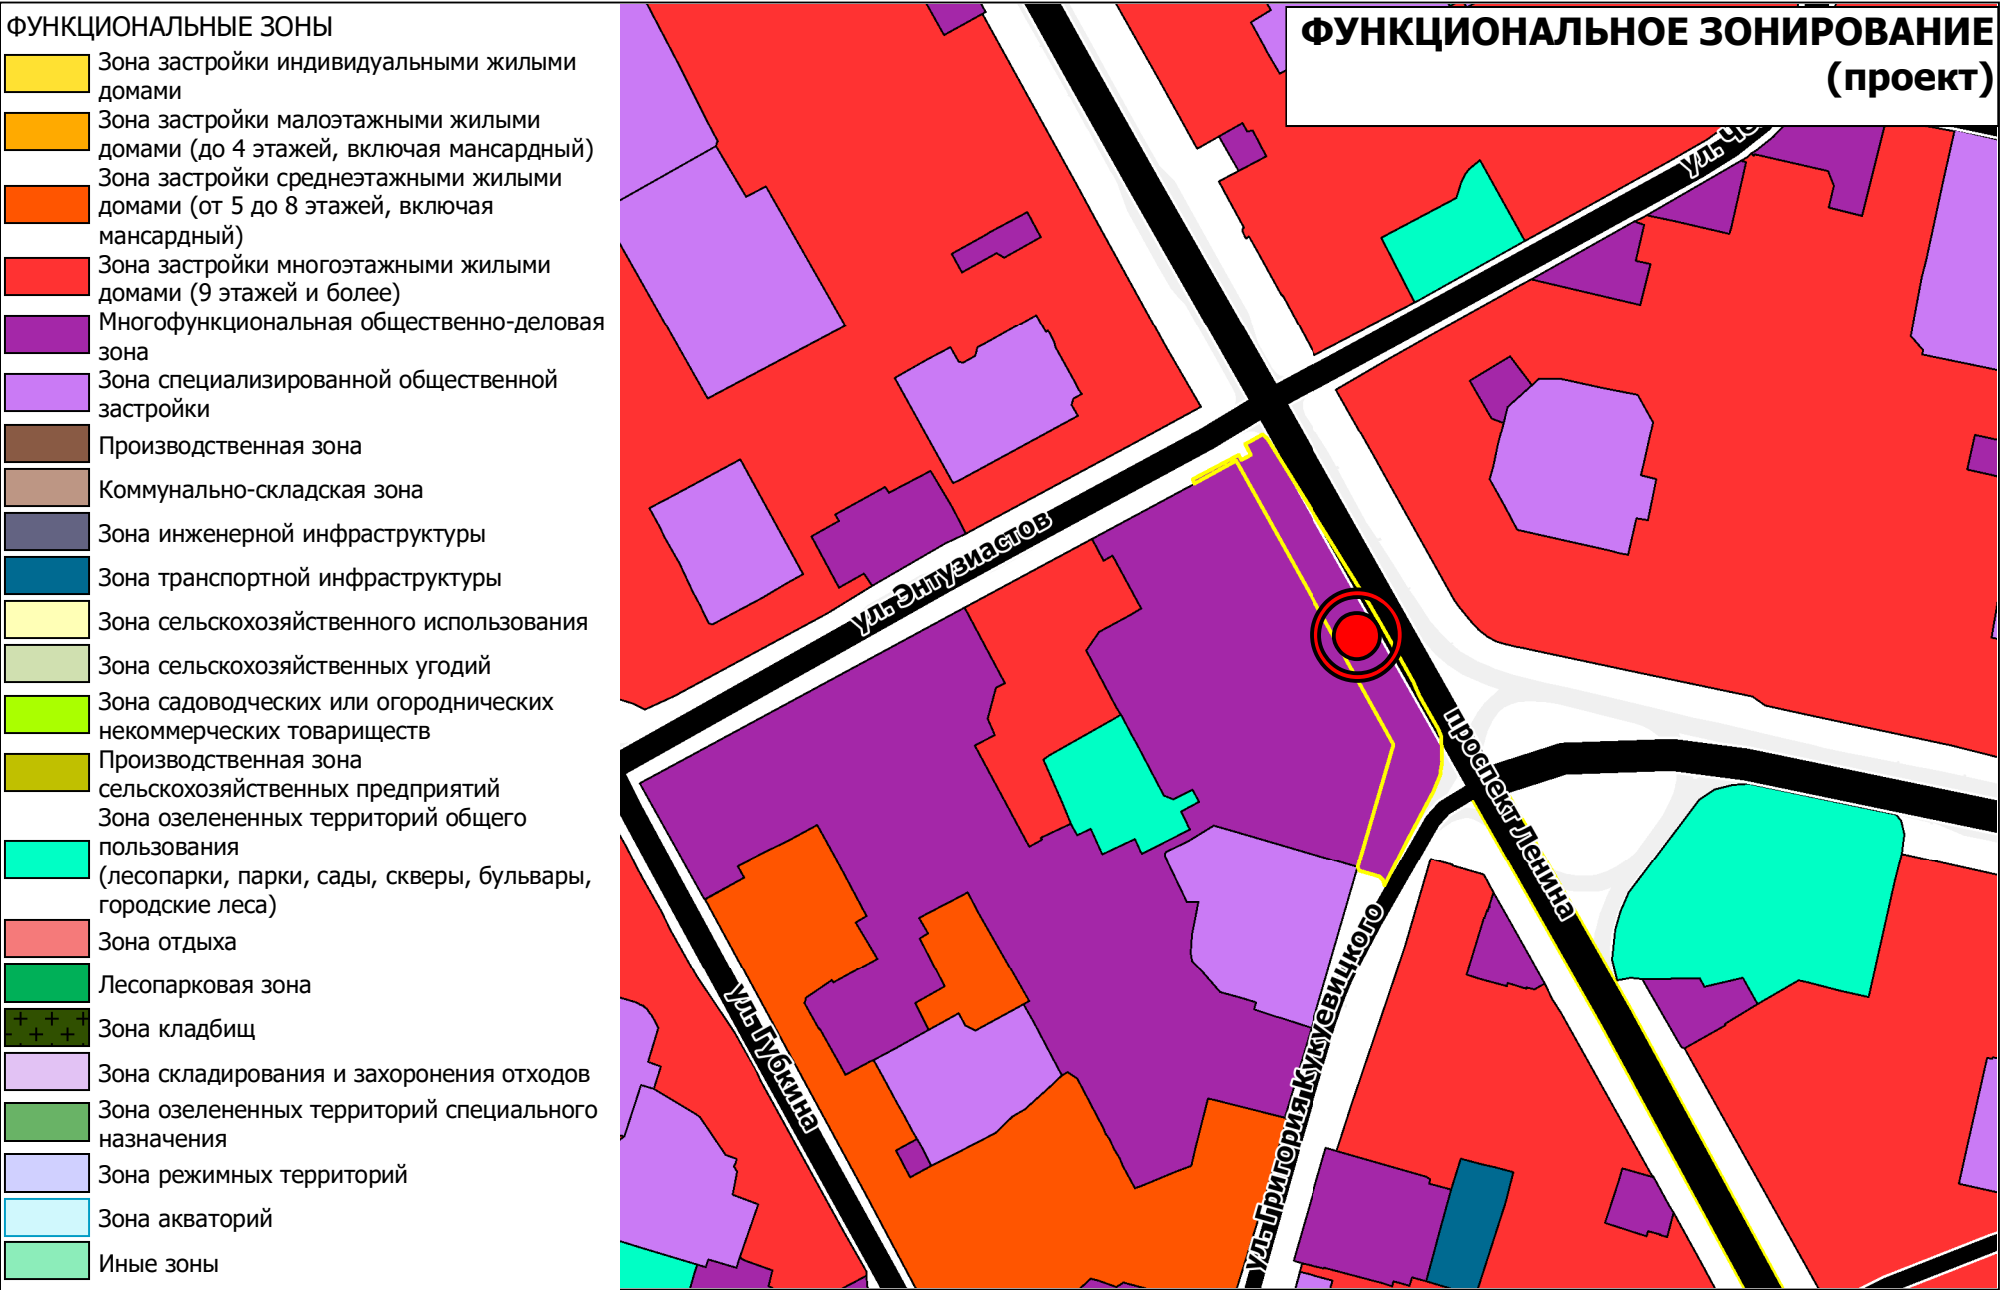 ФУНКЦИОНАЛЬНЫЕ ЗОНЫ
Зона застройки индивидуальными жилыми
домами
Зона застройки малоэтажными жилыми
домами (до 4 этажей, включая мансардный)
Зона застройки среднеэтажными жилыми
домами (от 5 до 8 этажей, включая
мансардный)
Зона застройки многоэтажными жилыми
домами (9 этажей и более)
Многофункциональная общественно-деловая
зона
Зона специализированной общественной
застройки
Производственная зона
Коммунально-складская зона
Зона инженерной инфраструктуры
Зона транспортной инфраструктуры
Зона сельскохозяйственного использования
Зона сельскохозяйственных угодий
Зона садоводческих или огороднических
некоммерческих товариществ
Производственная зона
сельскохозяйственных предприятий
Зона озелененных территорий общего
пользования
(лесопарки, парки, сады, скверы, бульвары,
городские леса)
Зона отдыха
Лесопарковая зона
Зона кладбищ
Зона складирования и захоронения отходов
Зона озелененных территорий специального
назначения
Зона режимных территорий
Зона акваторий
Иные зоны
ФУНКЦИОНАЛЬНОЕ ЗОНИРОВАНИЕ
(проект)
ул. Че
ул. Энтузиастов
проспект Ленина
ул. Губкина
ул. Григория Кукуевицкого